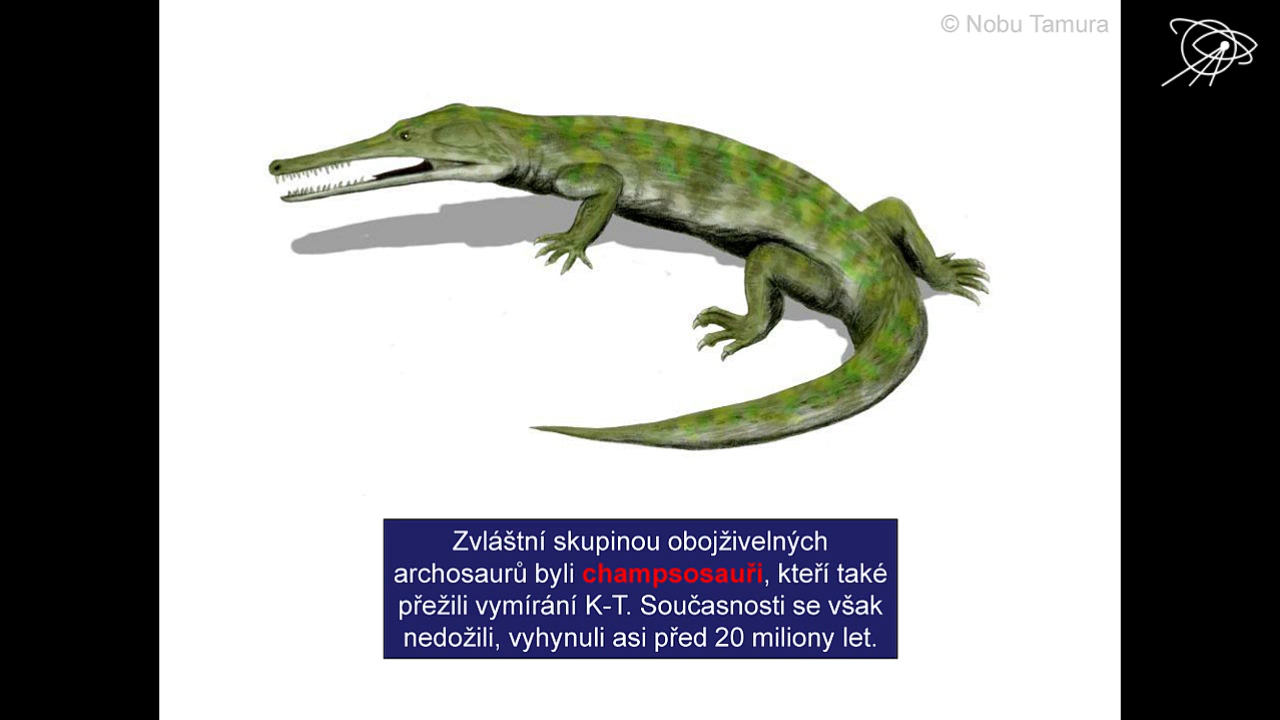 © Nobu Tamura
Zvláštní skupinou obojživelných
archosaurů byli champsosauři, kteří také
přežili vymírání K-T. Současnosti se však
nedožili, vyhynuli asi před 20 miliony let.